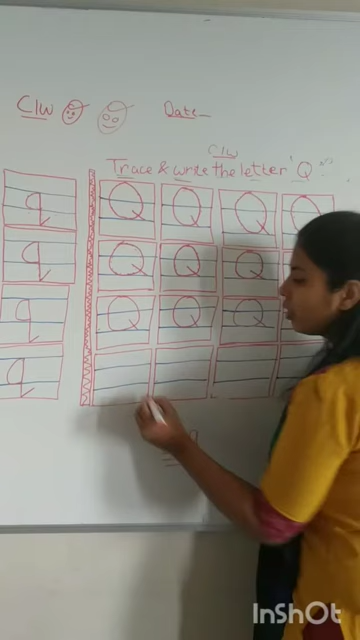 C/W Date
C/W
Trace & write the letter 'Q'.
q Q Q Q Q
q Q Q Q
q Q Q Q
q
InShOt